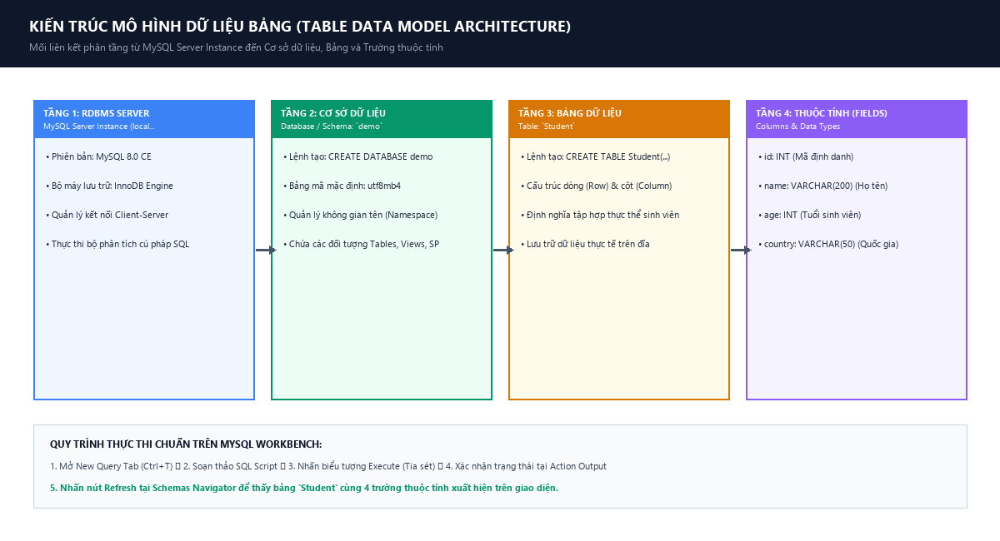 KIẾN TRÚC MÔ HÌNH DỮ LIỆU BẢNG (TABLE DATA MODEL ARCHITECTURE)
Mối liên kết phân tầng từ MySQL Server Instance đến Cơ sở dữ liệu, Bảng và Trường thuộc tính
TẦNG 1: RDBMS SERVER
MySQL Server Instance (local...
• Phiên bản: MySQL 8.0 CE
• Bộ máy lưu trữ: InnoDB Engine
• Quản lý kết nối Client-Server
• Thực thi bộ phân tích cú pháp SQL
TẦNG 2: CƠ SỞ DỮ LIỆU
Database / Schema: `demo`
• Lệnh tạo: CREATE DATABASE demo
• Bảng mã mặc định: utf8mb4
• Quản lý không gian tên (Namespace)
• Chứa các đối tượng Tables, Views, SP
TẦNG 3: BẢNG DỮ LIỆU
Table: `Student`
• Lệnh tạo: CREATE TABLE Student(...)
• Cấu trúc dòng (Row) & cột (Column)
• Định nghĩa tập hợp thực thể sinh viên
• Lưu trữ dữ liệu thực tế trên đĩa
TẦNG 4: THUỘC TÍNH (FIELDS)
Columns & Data Types
• id: INT (Mã định danh)
• name: VARCHAR(200) (Họ tên)
• age: INT (Tuổi sinh viên)
• country: VARCHAR(50) (Quốc gia)
QUY TRÌNH THỰC THI CHUẨN TRÊN MYSQL WORKBENCH:
1. Mở New Query Tab (Ctrl+T) 2. Soạn thảo SQL Script 3. Nhấn biểu tượng Execute (Tia sét) 4. Xác nhận trạng thái tại Action Output
5. Nhấn nút Refresh tại Schemas Navigator để thấy bảng `Student` cùng 4 trường thuộc tính xuất hiện trên giao diện.